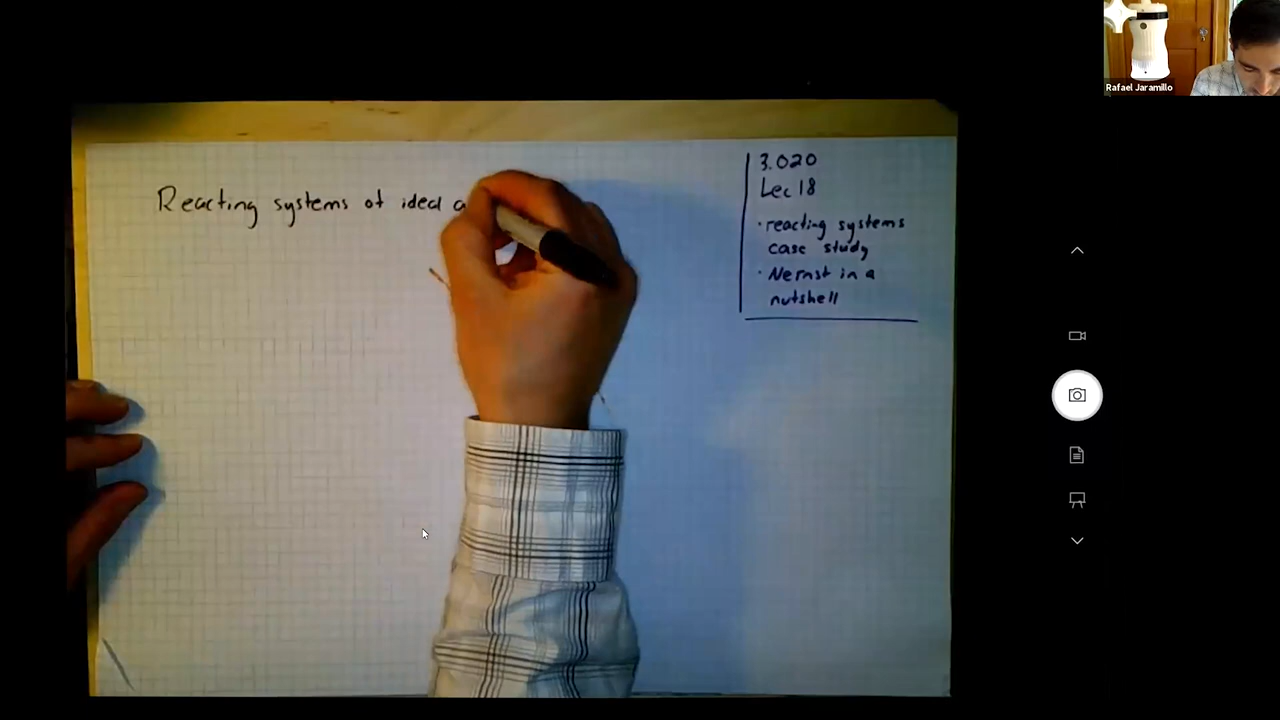 Rafael Jaramillo
3.020
Lec 18
Reacting systems of ideal
• reacting systems
case study
• Nernst in a
nutshell